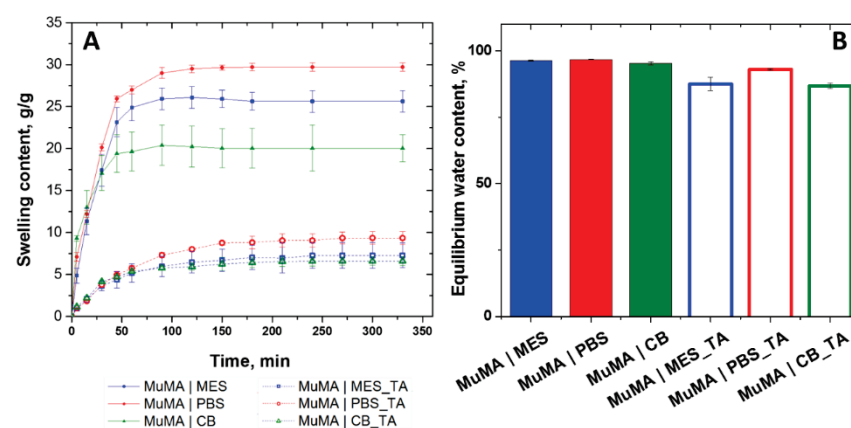 A
Swelling content, g/g
35
30
25
20
15
10
5
0
0 50 100 150 200 250 300 350
Time, min
MuMA | MES
MuMA | PBS
MuMA | CB
MuMA | MES_TA
MuMA | PBS_TA
MuMA | CB_TA
B
Equilibrium water content, %
100
50
0
MuMA | MES
MuMA | PBS
MuMA | CB
MuMA | MES_TA
MuMA | PBS_TA
MuMA | CB_TA